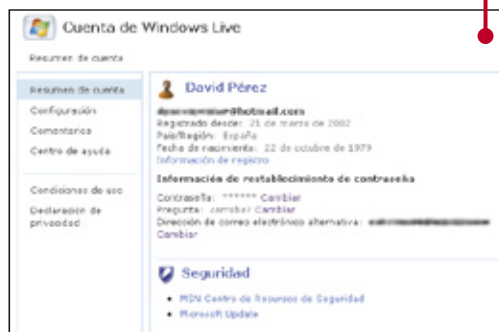 Cuenta de Windows Live
Resumen de cuenta
Resumen de cuenta
Configuración
Comentarios
Centro de ayuda
Condiciones de uso
Declaración de
privacidad
David Pérez
@hotmail.com
Registrado desde: 21 de marzo de 2002
País/Región: España
Fecha de nacimiento: 22 de octubre de 1979
Información de registro
Información de restablecimiento de contraseña
Contraseña: ****** Cambiar
Pregunta: Cambiar
Dirección de correo electrónico alternativa:
Cambiar
Seguridad
MSN Centro de Recursos de Seguridad
Microsoft Update